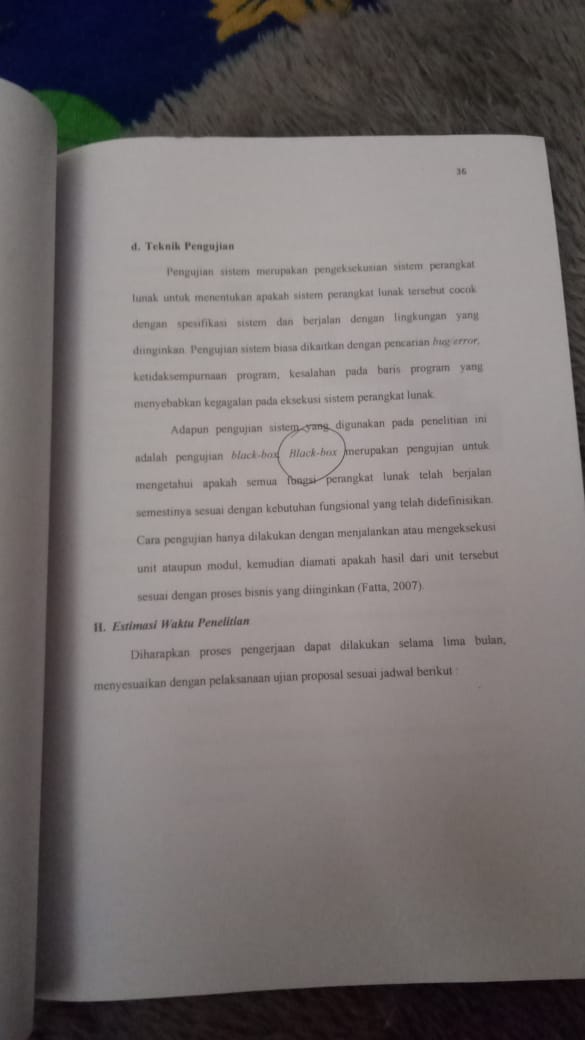 36
d. Teknik Pengujian
Pengujian sistem merupakan pengeksekusian sistem perangkat
lunak untuk menentukan apakah sistem perangkat lunak tersebut cocok
dengan spesifikasi sistem dan berjalan dengan lingkungan yang
diinginkan. Pengujian sistem biasa dikaitkan dengan pencarian bug/error,
ketidaksempurnaan program, kesalahan pada baris program yang
menyebabkan kegagalan pada eksekusi sistem perangkat lunak.
Adapun pengujian sistem yang digunakan pada penelitian ini
adalah pengujian black-box. Black-box merupakan pengujian untuk
mengetahui apakah semua fungsi perangkat lunak telah berjalan
semestinya sesuai dengan kebutuhan fungsional yang telah didefinisikan.
Cara pengujian hanya dilakukan dengan menjalankan atau mengeksekusi
unit ataupun modul, kemudian diamati apakah hasil dari unit tersebut
sesuai dengan proses bisnis yang diinginkan (Fatta, 2007).
H. Estimasi Waktu Penelitian
Diharapkan proses pengerjaan dapat dilakukan selama lima bulan,
menyesuaikan dengan pelaksanaan ujian proposal sesuai jadwal berikut :